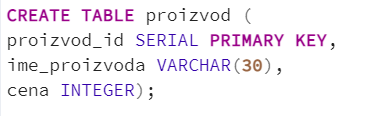 CREATE TABLE proizvod (
proizvod_id SERIAL PRIMARY KEY,
ime_proizvoda VARCHAR(30),
cena INTEGER);